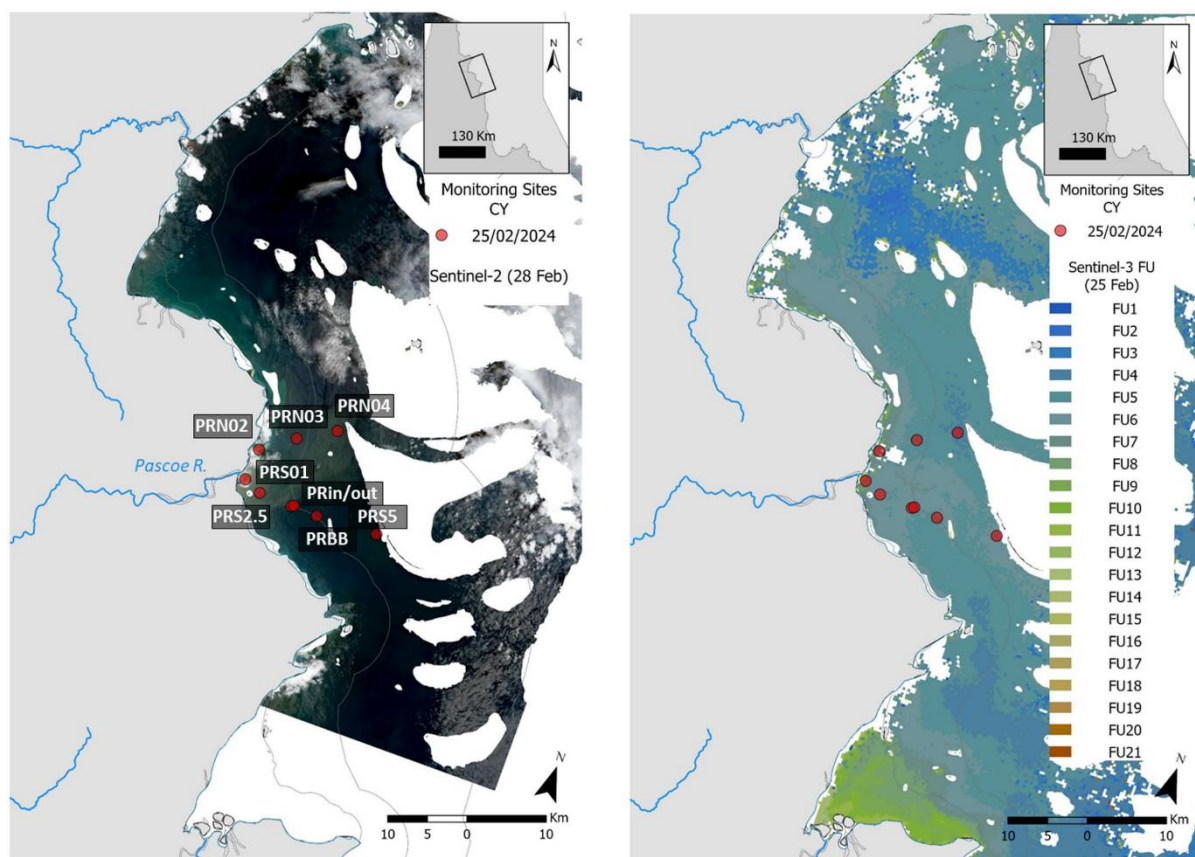 N
130 Km
Monitoring Sites
CY
25/02/2024
Sentinel-2 (28 Feb)
PRN04
PRN03
PRN02
Pascoe R.
PRS01
PRin/out
PRS2.5
PRS5
PRBB
N
Km
10 5 0 10
N
130 Km
Monitoring Sites
CY
25/02/2024
Sentinel-3 FU
(25 Feb)
FU1
FU2
FU3
FU4
FU5
FU6
FU7
FU8
FU9
FU10
FU11
FU12
FU13
FU14
FU15
FU16
FU17
FU18
FU19
FU20
FU21
N
Km
10 5 0 10